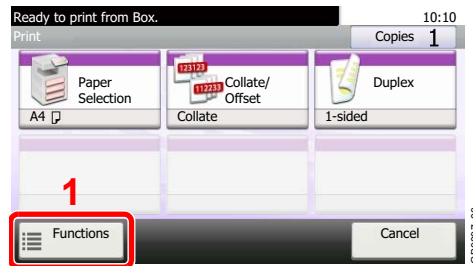 Ready to print from Box.
10:10
Print
Copies 1
123123
112233
Paper
Selection
Collate/
Offset
Duplex
A4
Collate
1-sided
1
Functions
Cancel